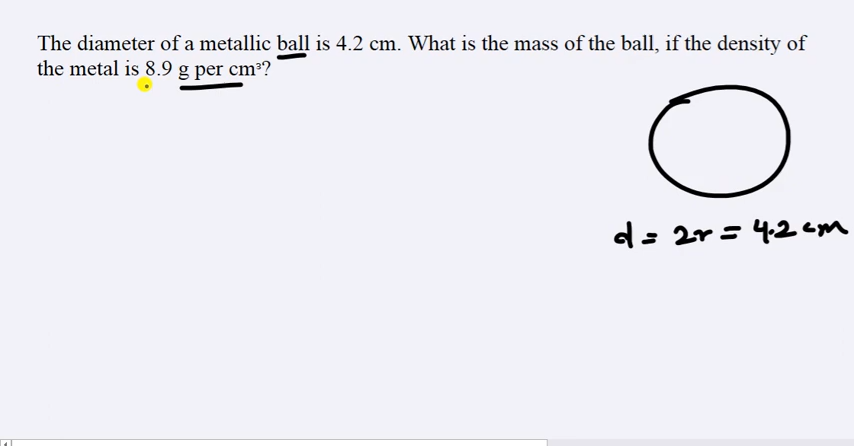 The diameter of a metallic ball is 4.2 cm. What is the mass of the ball, if the density of
the metal is 8.9 g per cm³?
d = 2r = 4.2 cm